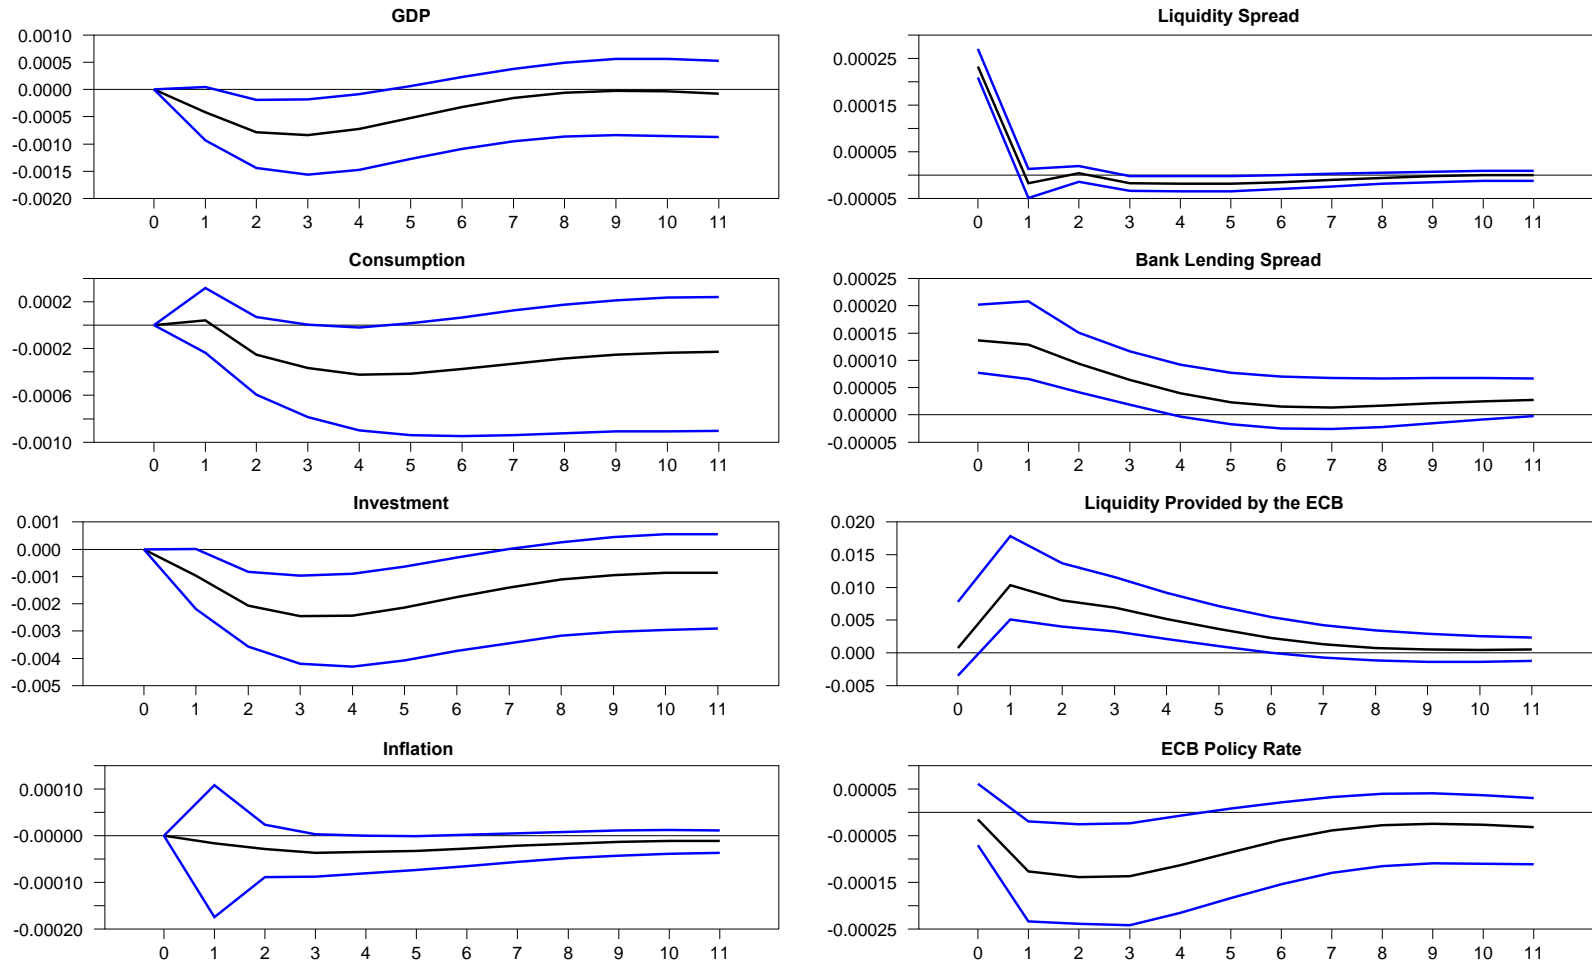 GDP
0.0010
0.0005
0.0000
-0.0005
-0.0010
-0.0015
-0.0020
0 1 2 3 4 5 6 7 8 9 10 11
Liquidity Spread
0.00025
0.00015
0.00005
-0.00005
0 1 2 3 4 5 6 7 8 9 10 11
Consumption
0.0002
-0.0002
-0.0006
-0.0010
0 1 2 3 4 5 6 7 8 9 10 11
Bank Lending Spread
0.00025
0.00020
0.00015
0.00010
0.00005
0.00000
-0.00005
0 1 2 3 4 5 6 7 8 9 10 11
Investment
0.001
0.000
-0.001
-0.002
-0.003
-0.004
-0.005
0 1 2 3 4 5 6 7 8 9 10 11
Liquidity Provided by the ECB
0.020
0.015
0.010
0.005
0.000
-0.005
0 1 2 3 4 5 6 7 8 9 10 11
Inflation
0.00010
-0.00000
-0.00010
-0.00020
0 1 2 3 4 5 6 7 8 9 10 11
ECB Policy Rate
0.00005
-0.00005
-0.00015
-0.00025
0 1 2 3 4 5 6 7 8 9 10 11